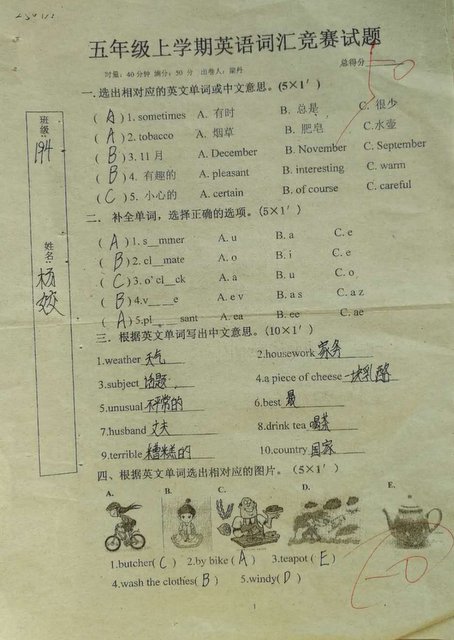 五年级上学期英语词汇竞赛试题
时量：40分钟 满分：50 分 出卷人：梁丹
总得分 50
班级： 194
姓名： 杨姣
一. 选出相对应的英文单词或中文意思。(5×1′)
( A ) 1. sometimes A. 有时 B. 总是 C. 很少
( A ) 2. tobacco A. 烟草 B. 肥皂 C.水壶
( B ) 3. 11 月 A. December B. November C. September
( B ) 4. 有趣的 A. pleasant B. interesting C. warm
( C ) 5. 小心的 A. certain B. of course C. careful
二. 补全单词，选择正确的选项。(5×1′)
( A ) 1. s__mmer A. u B. a C. e
( B ) 2. cl__mate A. o B. i C. e
( C ) 3. o' cl__ck A. a B. u C. o
( B ) 4.v____e A. e v B. a s C. a z
( A ) 5.pl____sant A. ea B. ee C. ae
三. 根据英文单词写出中文意思。(10×1′)
1.weather 天气 2.housework 家务
3.subject 话题 4.a piece of cheese 一块乳酪
5.unusual 不平常的 6.best 最
7.husband 丈夫 8.drink tea 喝茶
9.terrible 糟糕的 10.country 国家
四、根据英文单词选出相对应的图片。(5×1′)
A. B. C. D. E.
1.butcher( C ) 2.by bike ( A ) 3.teapot ( E )
4.wash the clothes( B ) 5.windy( D )
1